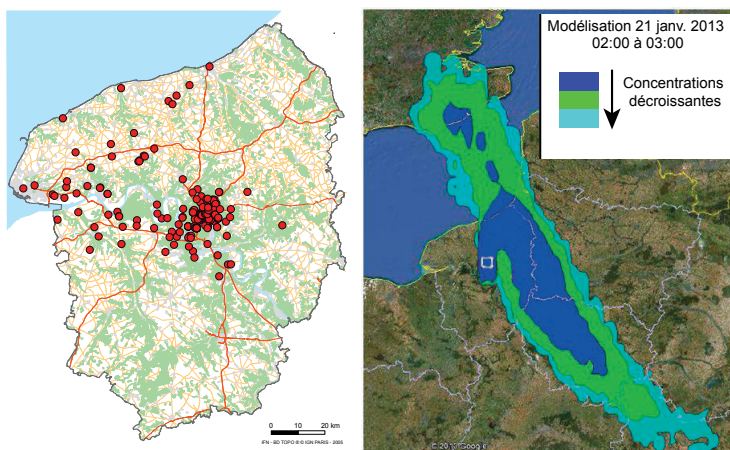 0
20 km
IFN - BD TOPO ® © IGN PARIS - 2005
Modélisation 21 janv. 2013
02:00 à 03:00
Concentrations
décroissantes
© 2013 Google